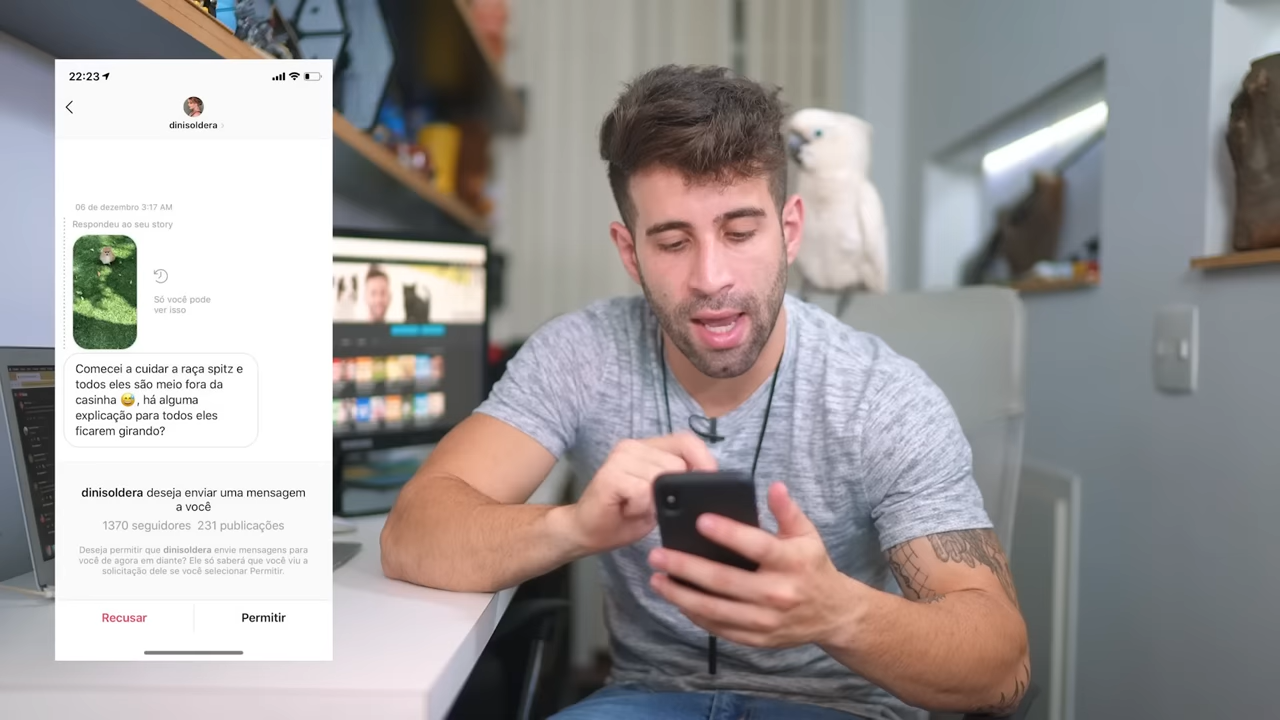 22:23
dinisoldera
06 de dezembro 3:17 AM
Respondeu ao seu story
Só você pode
ver isso
Comecei a cuidar a raça spitz e
todos eles são meio fora da
casinha 😅, há alguma
explicação para todos eles
ficarem girando?
dinisoldera deseja enviar uma mensagem
a você
1370 seguidores 231 publicações
Deseja permitir que dinisoldera envie mensagens para
você de agora em diante? Ele só saberá que você viu a
solicitação dele se você selecionar Permitir.
Recusar
Permitir